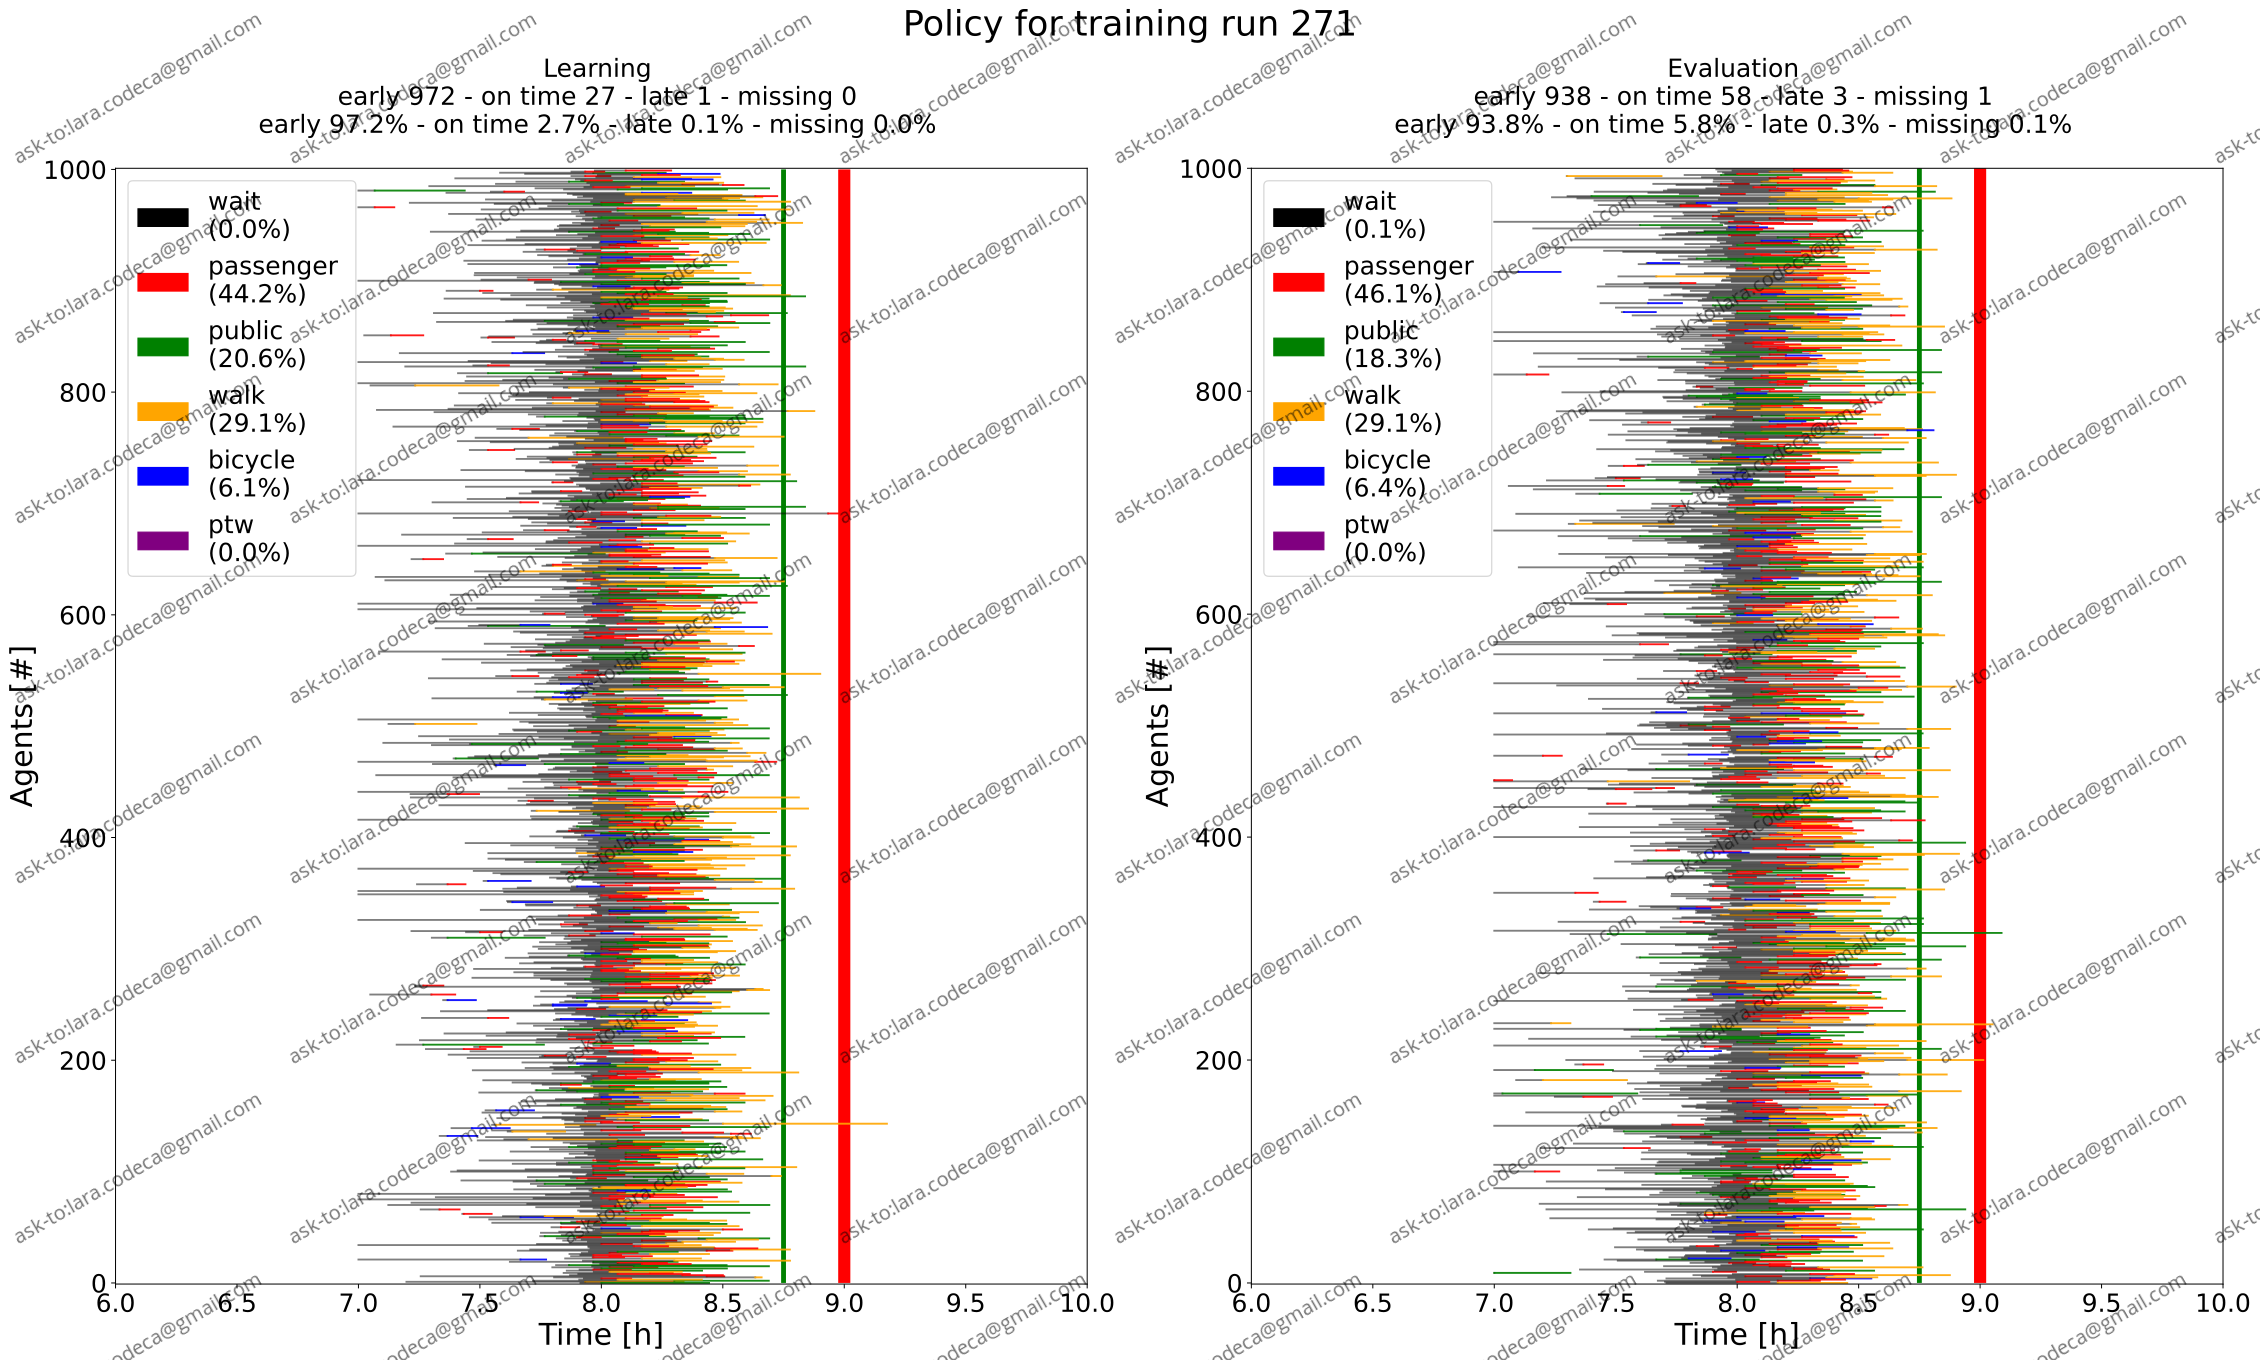 Policy for training run 271
Learning
early 972 - on time 27 - late 1 - missing 0
early 97.2% - on time 2.7% - late 0.1% - missing 0.0%
Evaluation
early 938 - on time 58 - late 3 - missing 1
early 93.8% - on time 5.8% - late 0.3% - missing 0.1%
Agents [#]
1000
800
600
400
200
0
wait
(0.0%)
passenger
(44.2%)
public
(20.6%)
walk
(29.1%)
bicycle
(6.1%)
ptw
(0.0%)
6.0 6.5 7.0 7.5 8.0 8.5 9.0 9.5 10.0
Time [h]
Agents [#]
1000
800
600
400
200
0
wait
(0.1%)
passenger
(46.1%)
public
(18.3%)
walk
(29.1%)
bicycle
(6.4%)
ptw
(0.0%)
6.0 6.5 7.0 7.5 8.0 8.5 9.0 9.5 10.0
Time [h]
ask-to:lara.codeca@gmail.com